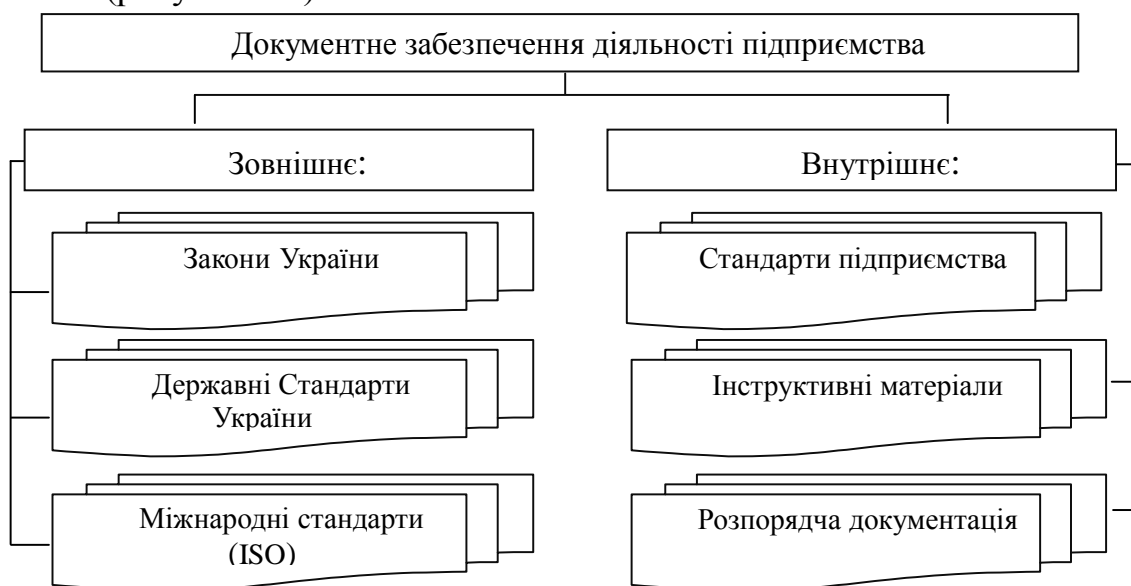 Документне забезпечення діяльності підприємства
Зовнішнє:
Закони України
Державні Стандарти
України
Міжнародні стандарти
(ISO)
Внутрішнє:
Стандарти підприємства
Інструктивні матеріали
Розпорядча документація